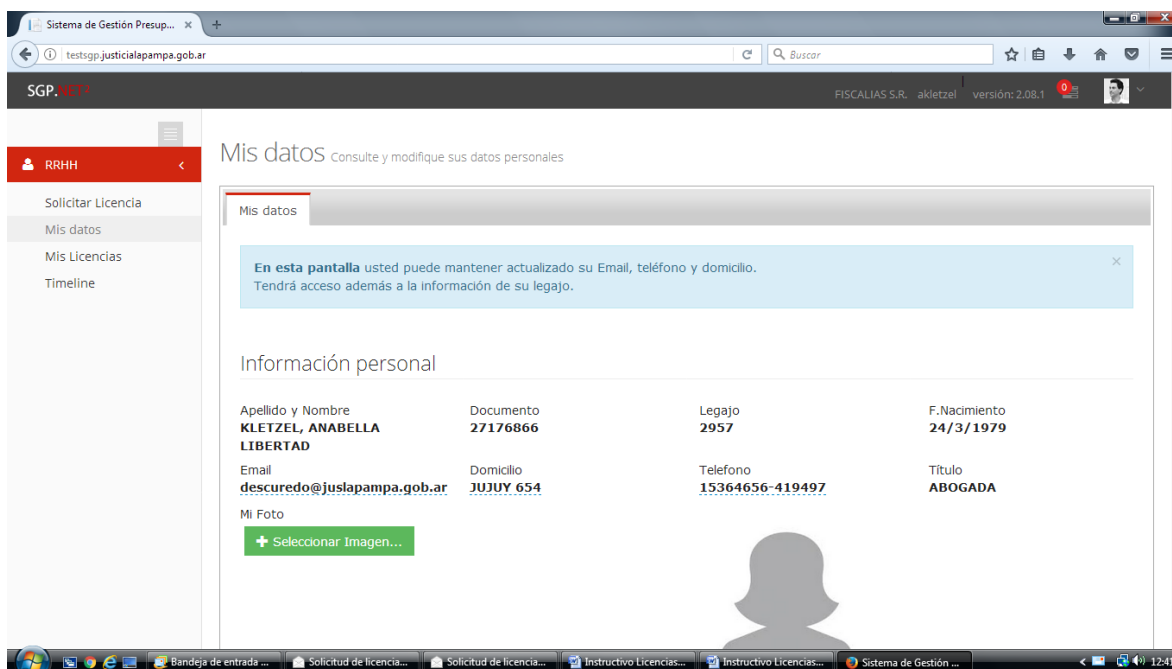 Sistema de Gestión Presup...
testsgp.justicialapampa.gob.ar
Buscar
SGP.NET7
FISCALIAS S.R. akletzel versión: 2.08.1 0
RRHH
Solicitar Licencia
Mis datos
Mis Licencias
Timeline
Mis datos Consulte y modifique sus datos personales
Mis datos
En esta pantalla usted puede mantener actualizado su Email, teléfono y domicilio.
Tendrá acceso además a la información de su legajo.
Información personal
Apellido y Nombre
KLETZEL, ANABELLA
LIBERTAD
Documento
27176866
Legajo
2957
F.Nacimiento
24/3/1979
Email
descuredo@juslapampa.gob.ar
Domicilio
JUJUY 654
Telefono
15364656-419497
Título
ABOGADA
Mi Foto
Seleccionar Imagen...
Bandeja de entrada ... Solicitud de licencia... Solicitud de licencia... Instructivo Licencias... Instructivo Licencias... Sistema de Gestión ...